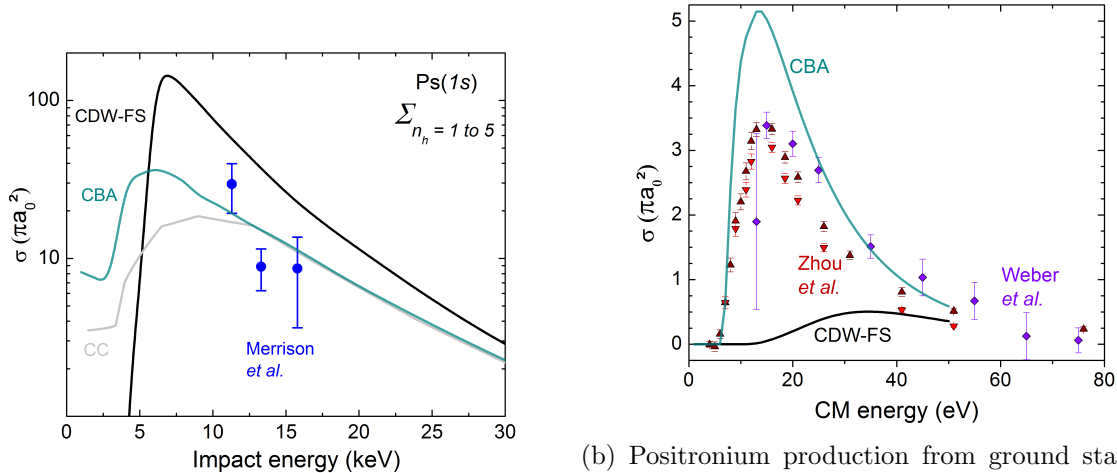 Ps(1s)
Σ n_h = 1 to 5
CDW-FS
CBA
CC
Merrison
et al.
100
10
σ (πa₀²)
0 5 10 15 20 25 30
Impact energy (keV)
CBA
Zhou
et al.
Weber
et al.
CDW-FS
5
4
3
2
1
0
σ (πa₀²)
0 20 40 60 80
CM energy (eV)
(b) Positronium production from ground sta